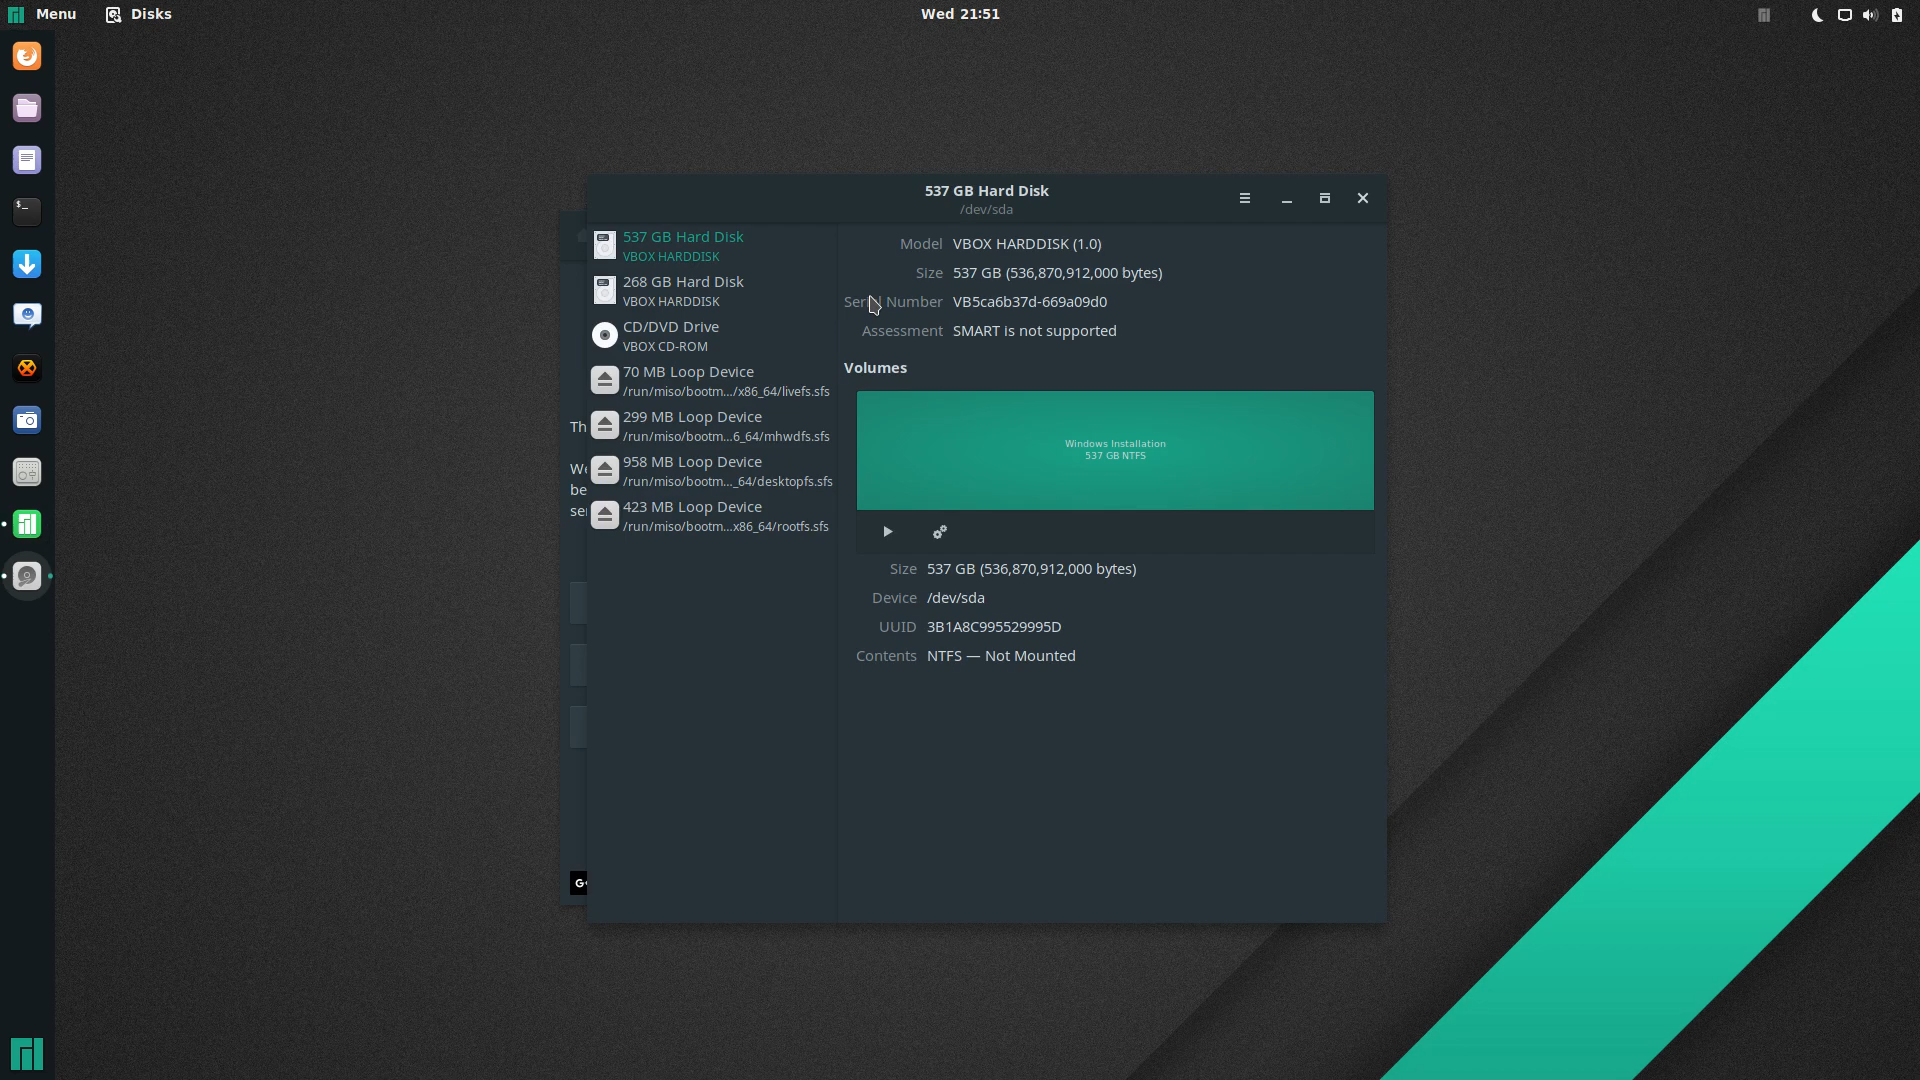 Menu
Disks
Wed 21:51
537 GB Hard Disk
/dev/sda
537 GB Hard Disk
VBOX HARDDISK
268 GB Hard Disk
VBOX HARDDISK
CD/DVD Drive
VBOX CD-ROM
70 MB Loop Device
/run/miso/bootm.../x86_64/livefs.sfs
299 MB Loop Device
/run/miso/bootm...6_64/mhwdfs.sfs
958 MB Loop Device
/run/miso/bootm..._64/desktopfs.sfs
423 MB Loop Device
/run/miso/bootm...x86_64/rootfs.sfs
Model VBOX HARDDISK (1.0)
Size 537 GB (536,870,912,000 bytes)
Serial Number VB5ca6b37d-669a09d0
Assessment SMART is not supported
Volumes
Windows Installation
537 GB NTFS
Size 537 GB (536,870,912,000 bytes)
Device /dev/sda
UUID 3B1A8C995529995D
Contents NTFS — Not Mounted